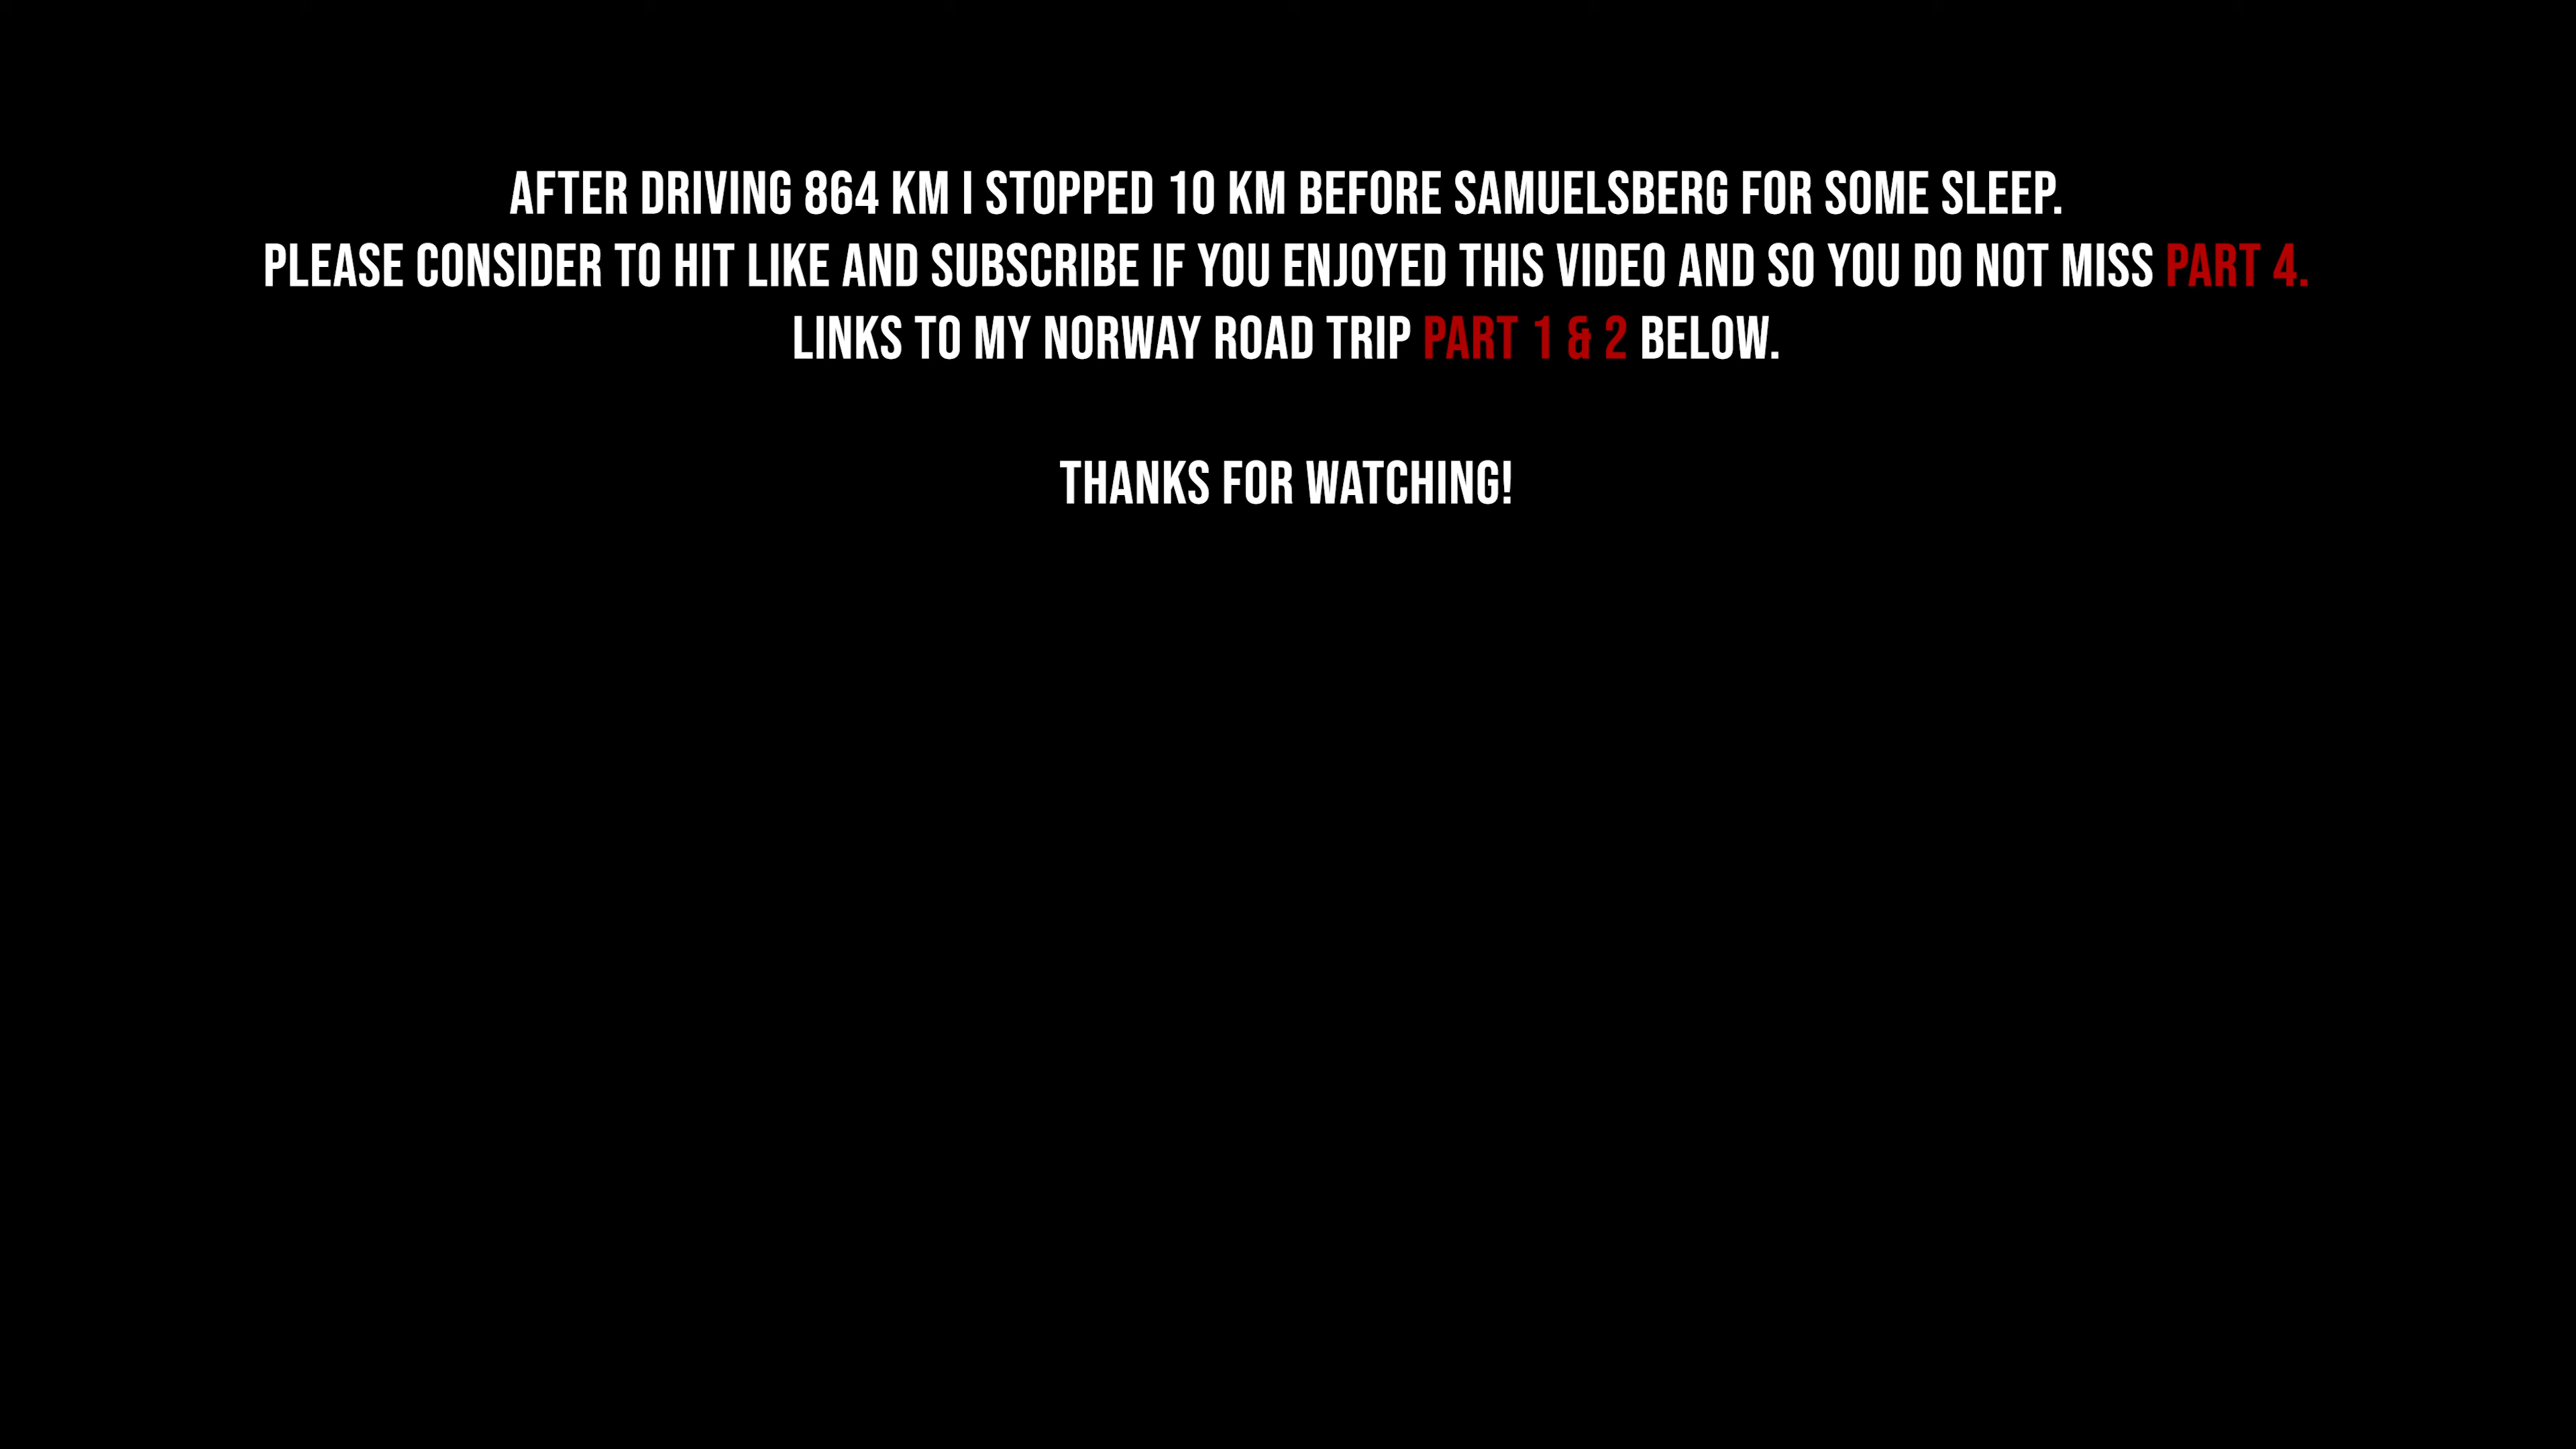 AFTER DRIVING 864 KM I STOPPED 10 KM BEFORE SAMUELSBERG FOR SOME SLEEP.
PLEASE CONSIDER TO HIT LIKE AND SUBSCRIBE IF YOU ENJOYED THIS VIDEO AND SO YOU DO NOT MISS PART 4.
LINKS TO MY NORWAY ROAD TRIP PART 1 & 2 BELOW.
THANKS FOR WATCHING!